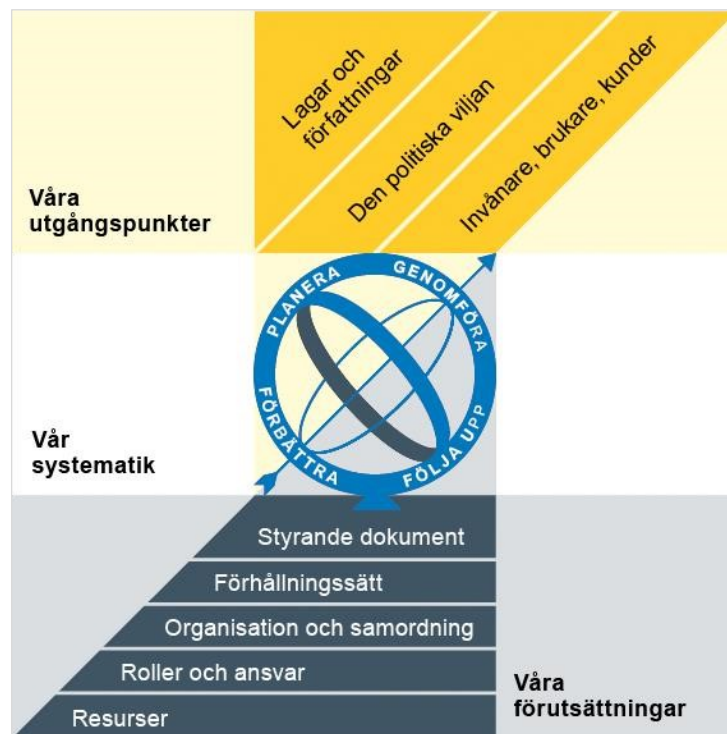 Lagar och
författningar
Den politiska viljan
Invånare, brukare, kunder
Våra
utgångspunkter
PLANERA
GENOMFÖRA
FÖLJA UPP
FÖRBÄTTRA
Vår
systematik
Styrande dokument
Förhållningssätt
Organisation och samordning
Roller och ansvar
Resurser
Våra
förutsättningar